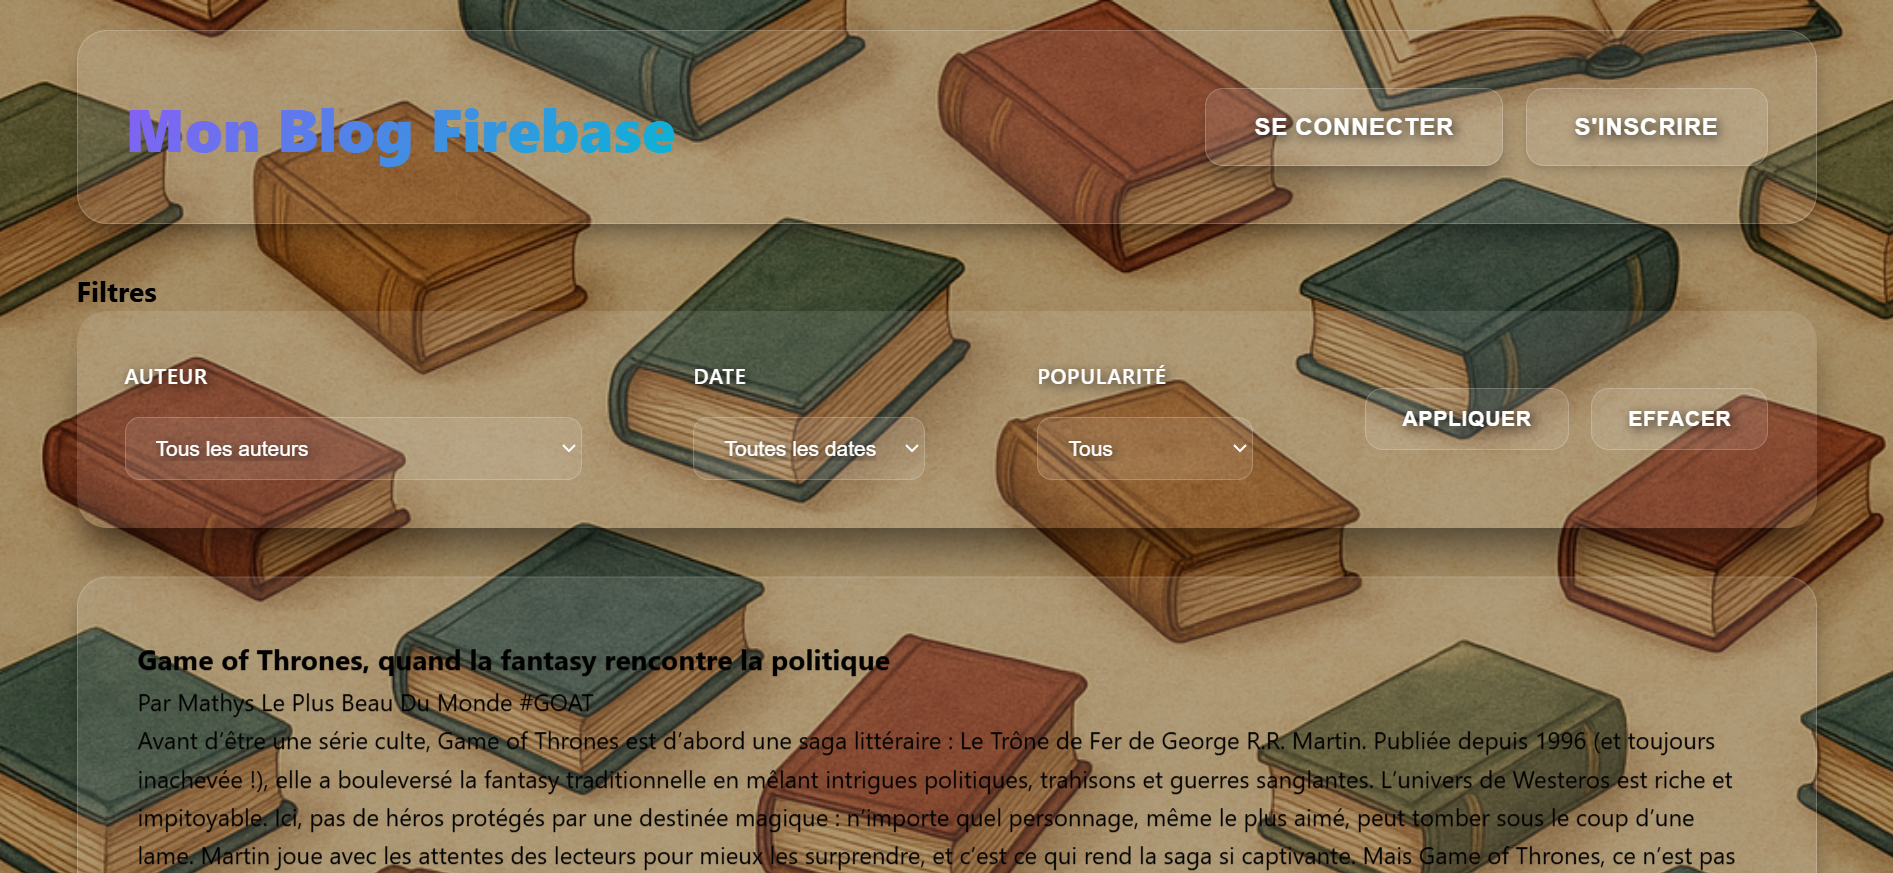 Mon Blog Firebase
SE CONNECTER
S'INSCRIRE
Filtres
AUTEUR
DATE
POPULARITÉ
Tous les auteurs
Toutes les dates
Tous
APPLIQUER
EFFACER
Game of Thrones, quand la fantasy rencontre la politique
Par Mathys Le Plus Beau Du Monde #GOAT
Avant d’être une série culte, Game of Thrones est d’abord une saga littéraire : Le Trône de Fer de George R.R. Martin. Publiée depuis 1996 (et toujours
inachevée !), elle a bouleversé la fantasy traditionnelle en mêlant intrigues politiques, trahisons et guerres sanglantes. L’univers de Westeros est riche et
impitoyable. Ici, pas de héros protégés par une destinée magique : n’importe quel personnage, même le plus aimé, peut tomber sous le coup d’une
lame. Martin joue avec les attentes des lecteurs pour mieux les surprendre, et c’est ce qui rend la saga si captivante. Mais Game of Thrones, ce n’est pas